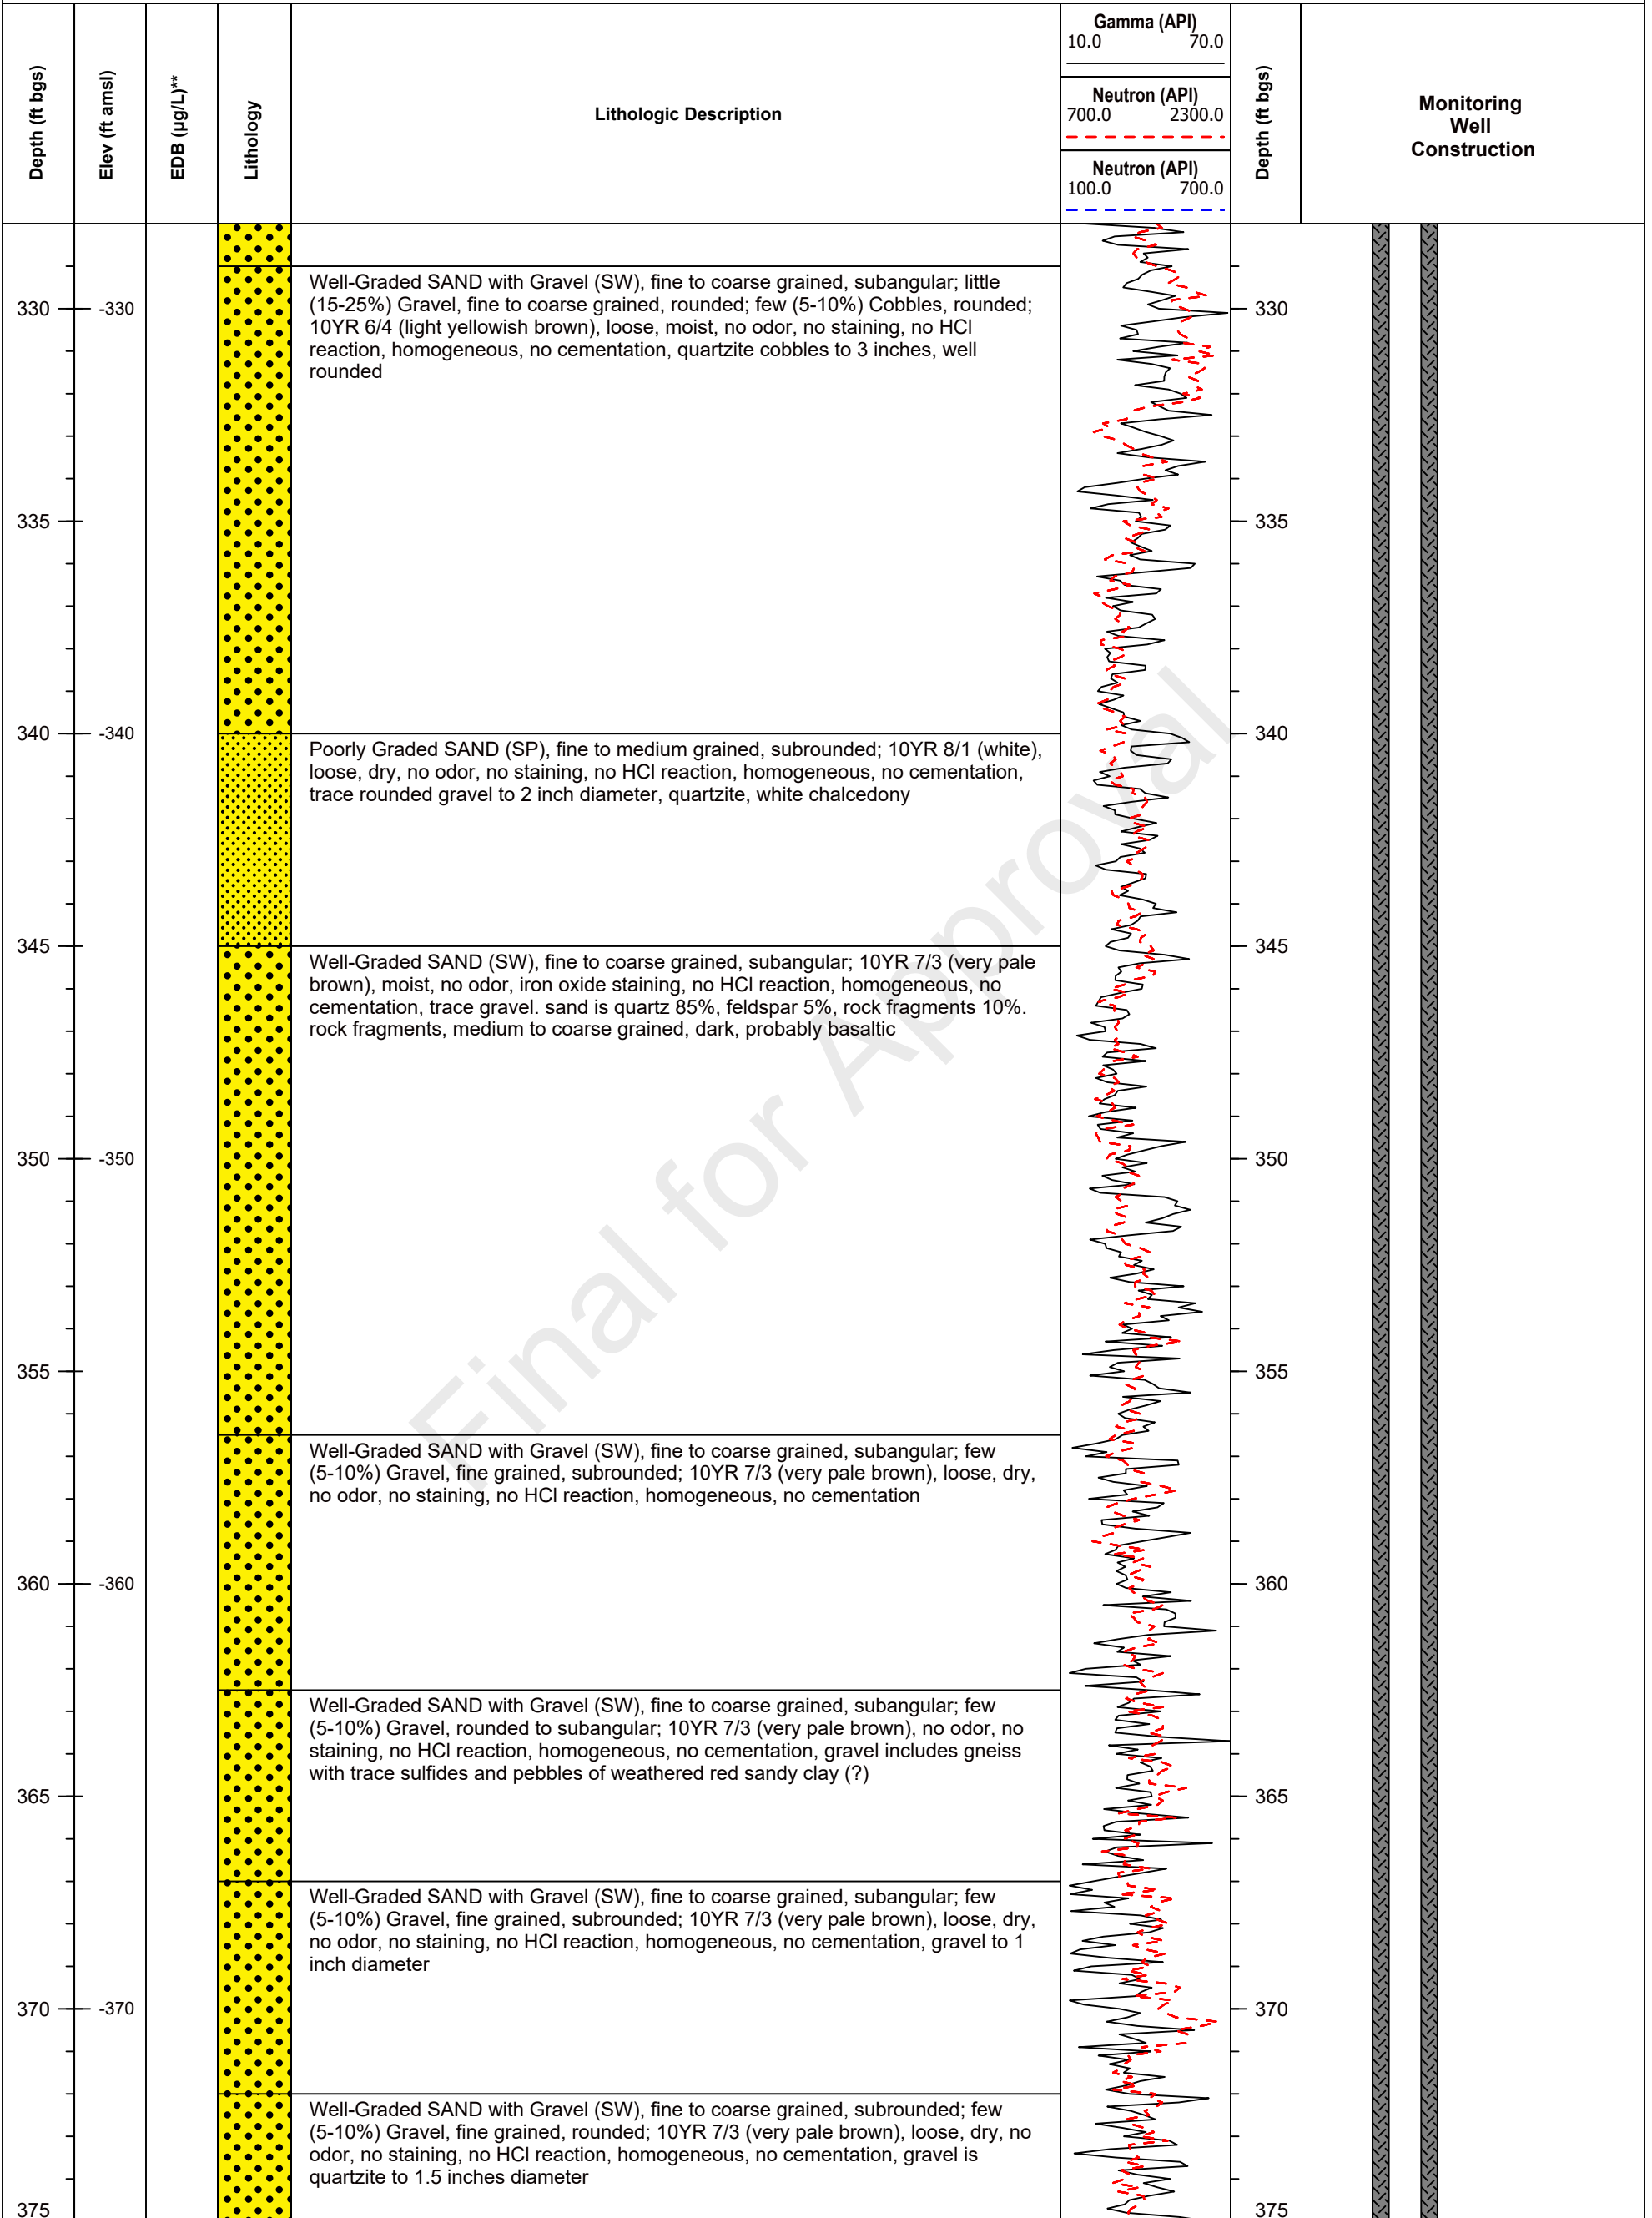 Depth (ft bgs)
Elev (ft amsl)
EDB (µg/L)**
Lithology
Lithologic Description
Gamma (API)
10.0 70.0
Neutron (API)
700.0 2300.0
Neutron (API)
100.0 700.0
Depth (ft bgs)
Monitoring
Well
Construction
Well-Graded SAND with Gravel (SW), fine to coarse grained, subangular; little
(15-25%) Gravel, fine to coarse grained, rounded; few (5-10%) Cobbles, rounded;
10YR 6/4 (light yellowish brown), loose, moist, no odor, no staining, no HCl
reaction, homogeneous, no cementation, quartzite cobbles to 3 inches, well
rounded
330 -330 330
335 335
340 -340 340
Poorly Graded SAND (SP), fine to medium grained, subrounded; 10YR 8/1 (white),
loose, dry, no odor, no staining, no HCl reaction, homogeneous, no cementation,
trace rounded gravel to 2 inch diameter, quartzite, white chalcedony
345 345
Well-Graded SAND (SW), fine to coarse grained, subangular; 10YR 7/3 (very pale
brown), moist, no odor, iron oxide staining, no HCl reaction, homogeneous, no
cementation, trace gravel. sand is quartz 85%, feldspar 5%, rock fragments 10%.
rock fragments, medium to coarse grained, dark, probably basaltic
350 -350 350
355 355
Well-Graded SAND with Gravel (SW), fine to coarse grained, subangular; few
(5-10%) Gravel, fine grained, subrounded; 10YR 7/3 (very pale brown), loose, dry,
no odor, no staining, no HCl reaction, homogeneous, no cementation
360 -360 360
Well-Graded SAND with Gravel (SW), fine to coarse grained, subangular; few
(5-10%) Gravel, rounded to subangular; 10YR 7/3 (very pale brown), no odor, no
staining, no HCl reaction, homogeneous, no cementation, gravel includes gneiss
with trace sulfides and pebbles of weathered red sandy clay (?)
365 365
Well-Graded SAND with Gravel (SW), fine to coarse grained, subangular; few
(5-10%) Gravel, fine grained, subrounded; 10YR 7/3 (very pale brown), loose, dry,
no odor, no staining, no HCl reaction, homogeneous, no cementation, gravel to 1
inch diameter
370 -370 370
Well-Graded SAND with Gravel (SW), fine to coarse grained, subrounded; few
(5-10%) Gravel, fine grained, rounded; 10YR 7/3 (very pale brown), loose, dry, no
odor, no staining, no HCl reaction, homogeneous, no cementation, gravel is
quartzite to 1.5 inches diameter
375 375
Final for Approval